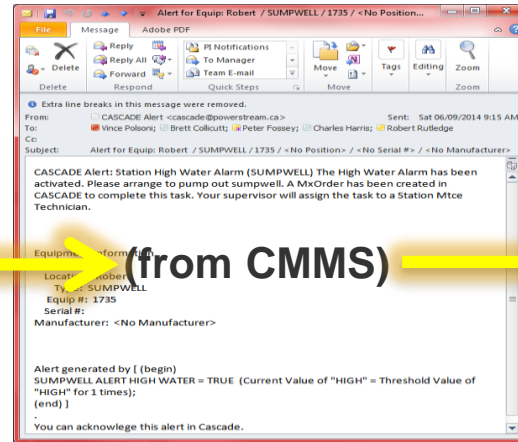 Alert for Equip: Robert / SUMPWELL / 1735 / <No Position...
File Message Adobe PDF
Delete
Reply
Reply All
Forward
PI Notifications
To Manager
Team E-mail
Move
Tags
Editing
Zoom
Delete Respond Quick Steps Move Zoom
Extra line breaks in this message were removed.
From: CASCADE Alert <cascade@powerstream.ca> Sent: Sat 06/09/2014 9:15 AM
To: Vince Polsoni; Brett Collicutt; Peter Fossey; Charles Harris; Robert Rutledge
Cc:
Subject: Alert for Equip: Robert / SUMPWELL / 1735 / <No Position> / <No Serial #> / <No Manufacturer>
CASCADE Alert: Station High Water Alarm (SUMPWELL) The High Water Alarm has been
activated. Please arrange to pump out sumpwell. A MxOrder has been created in
CASCADE to complete this task. Your supervisor will assign the task to a Station Mtce
Technician.
Equipment Information
(from CMMS)
Location: Robert
Type: SUMPWELL
Equip #: 1735
Serial #:
Manufacturer: <No Manufacturer>
Alert generated by [ (begin)
SUMPWELL ALERT HIGH WATER = TRUE (Current Value of "HIGH" = Threshold Value of
"HIGH" for 1 times);
(end) ]
.
You can acknowlege this alert in Cascade.